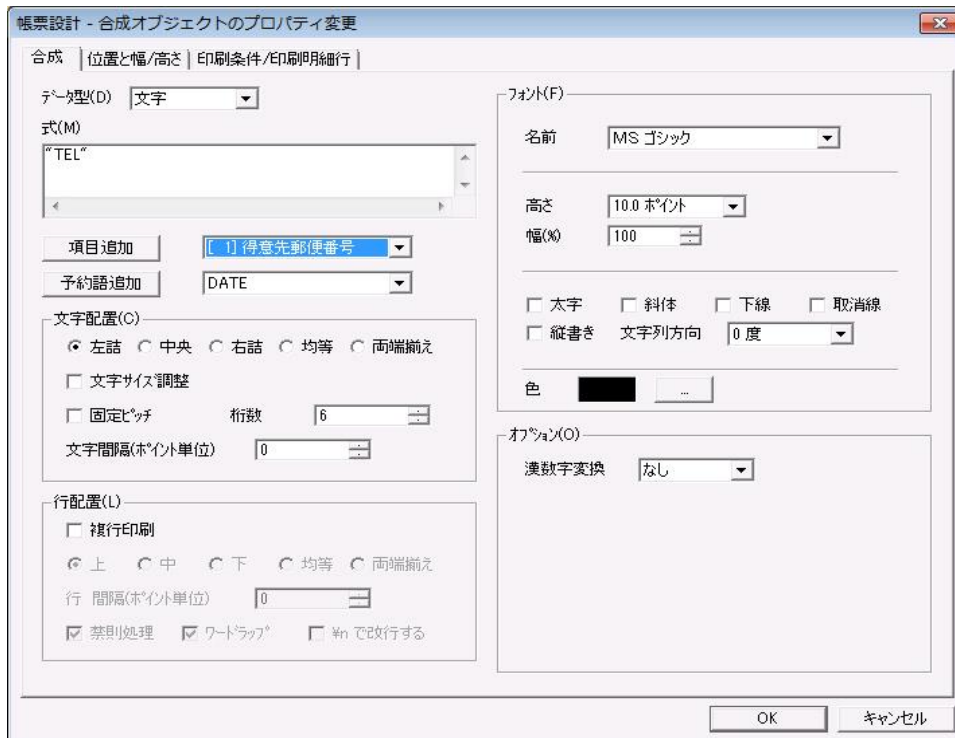 帳票設計 - 合成オブジェクトのプロパティ変更
合成 位置と幅/高さ 印刷条件/印刷明細行
データ型(D) 文字
式(M)
"TEL"
項目追加 [ 1] 得意先郵便番号
予約語追加 DATE
文字配置(C)
左詰 中央 右詰 均等 両端揃え
文字サイズ調整
固定ピッチ 桁数 6
文字間隔(ポイント単位) 0
行配置(L)
複行印刷
上 中 下 均等 両端揃え
行 間隔(ポイント単位) 0
禁則処理 ワードラップ ¥n で改行する
フォント(F)
名前 MS ゴシック
高さ 10.0 ポイント
幅(%) 100
太字 斜体 下線 取消線
縦書き 文字列方向 0 度
色 ...
オプション(O)
漢数字変換 なし
OK キャンセル